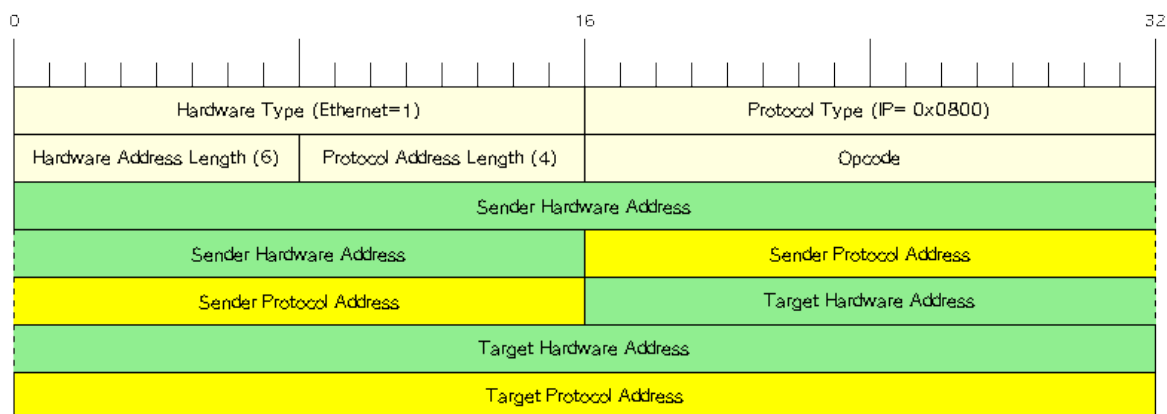 0 16 32
Hardware Type (Ethernet=1) Protocol Type (IP= 0x0800)
Hardware Address Length (6) Protocol Address Length (4) Opcode
Sender Hardware Address
Sender Hardware Address Sender Protocol Address
Sender Protocol Address Target Hardware Address
Target Hardware Address
Target Protocol Address